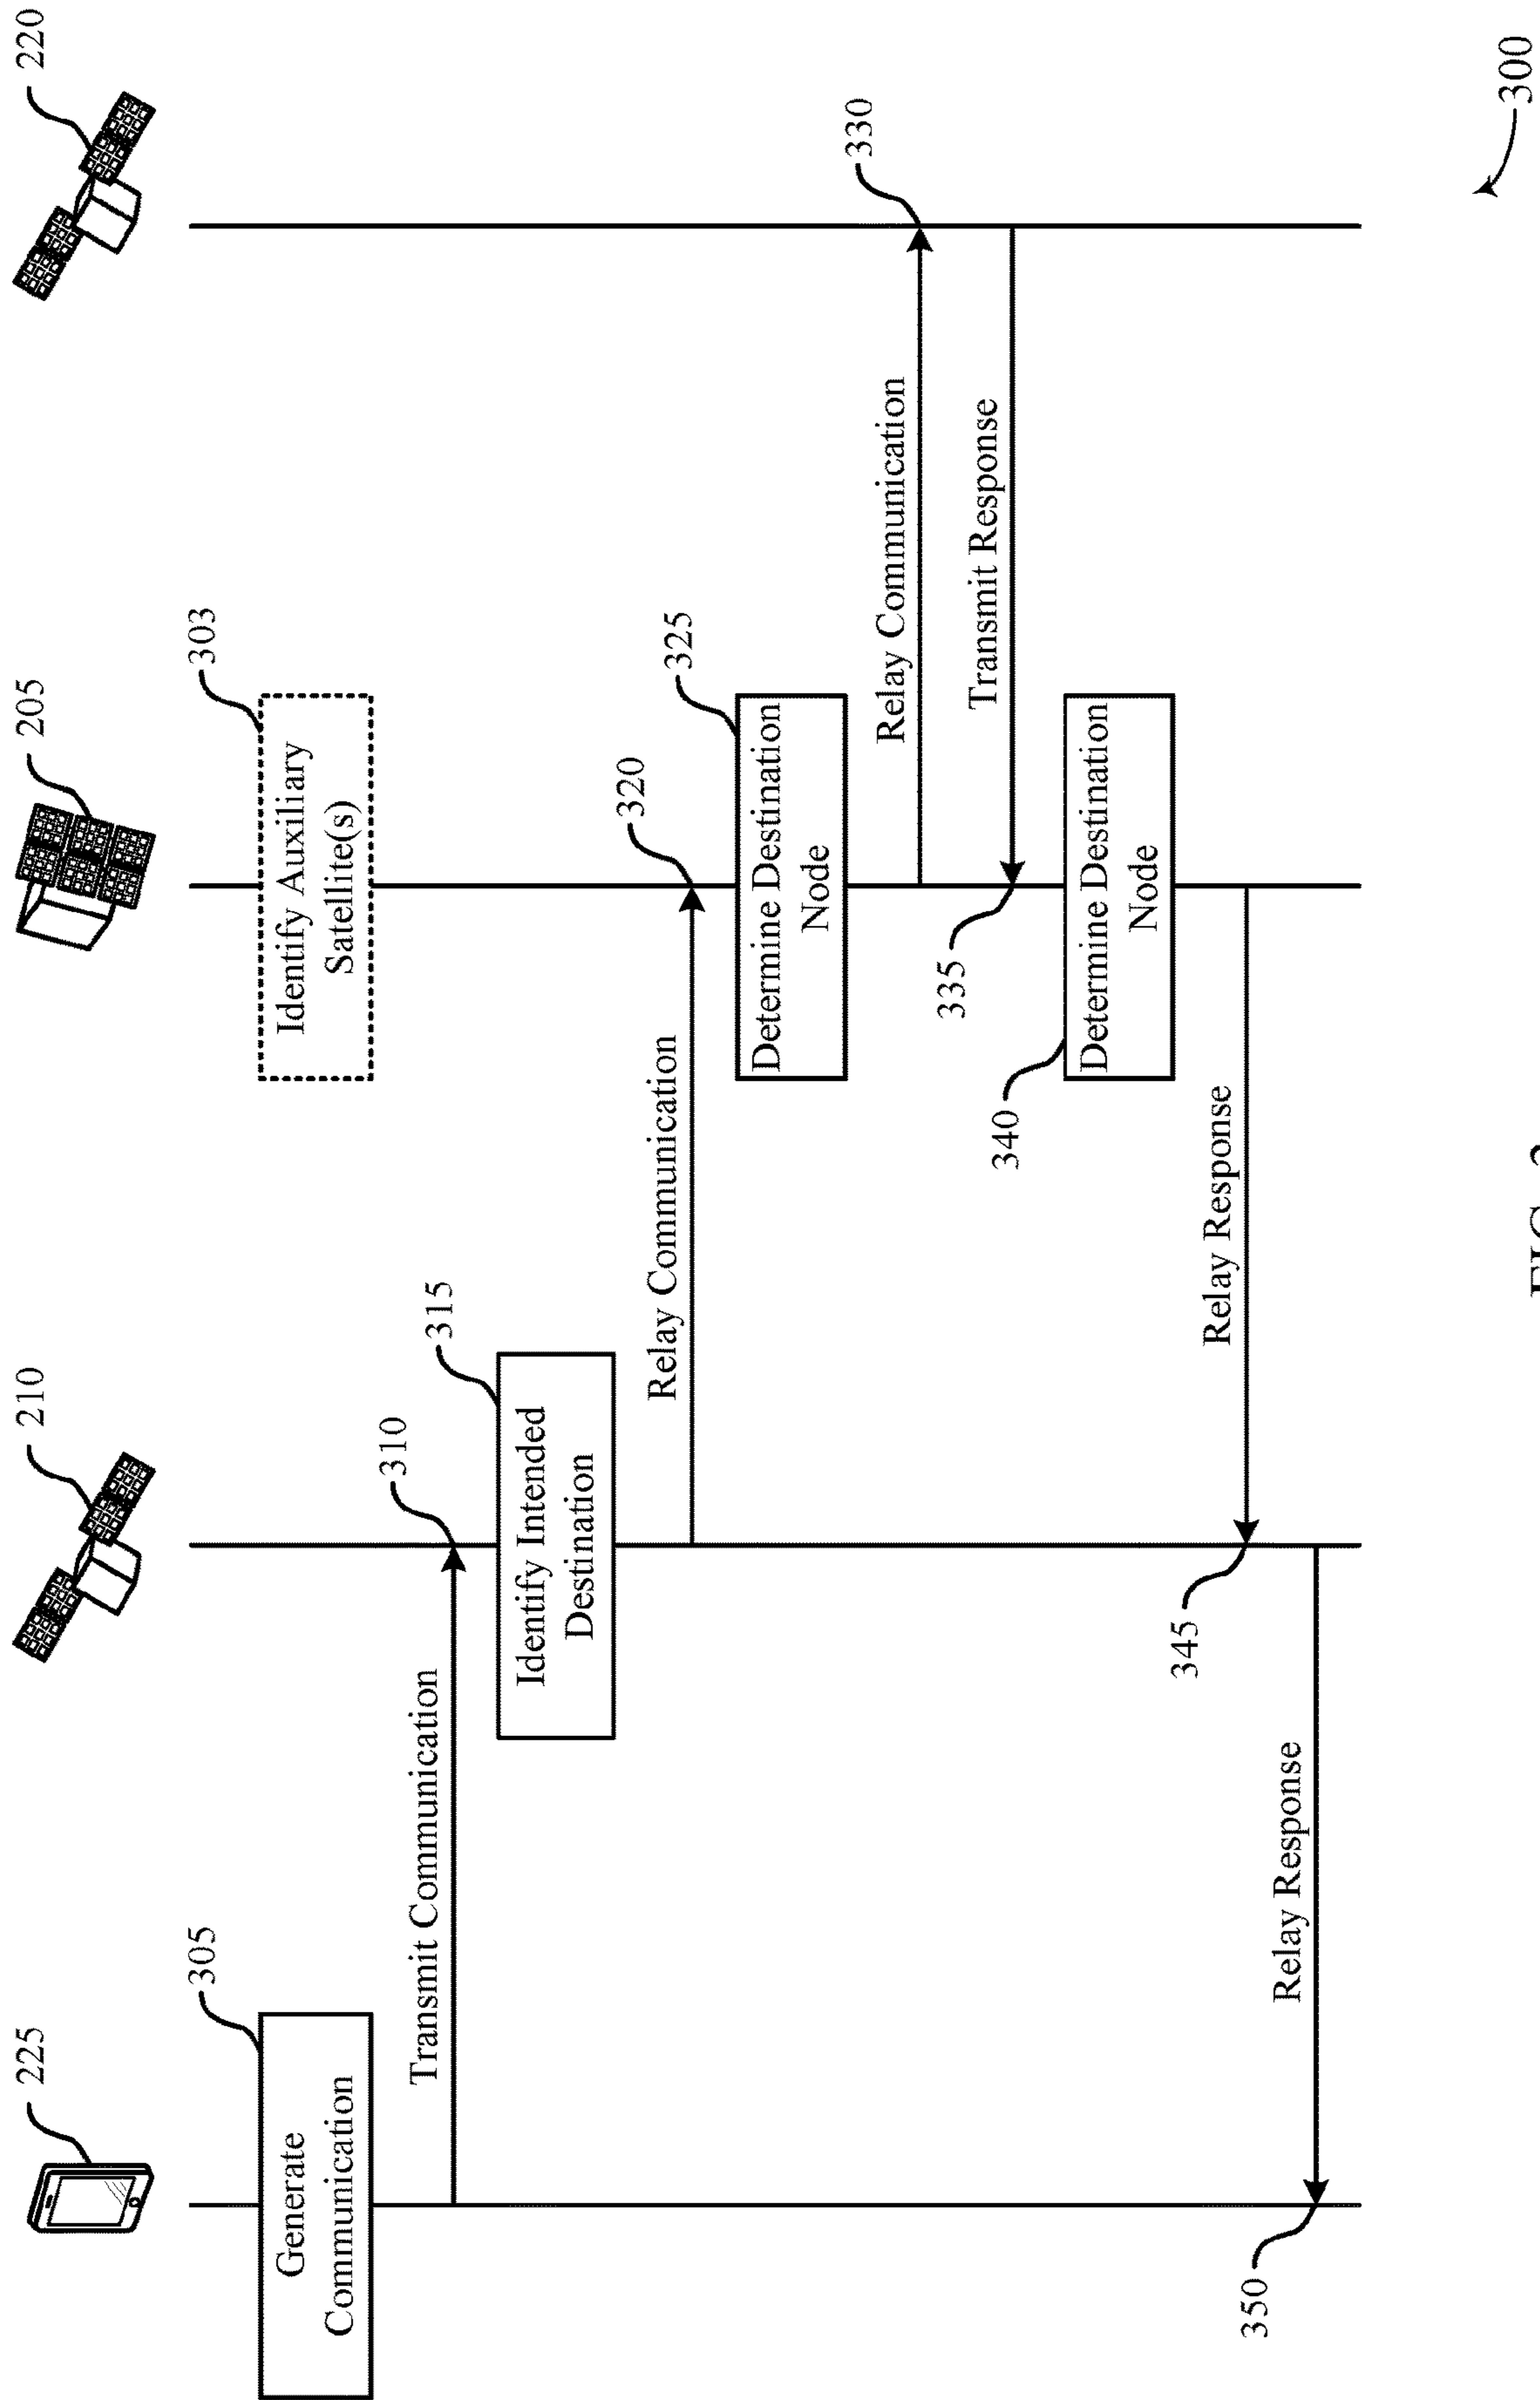 225
210
205
220
305
Generate
Communication
303
Identify Auxiliary
Satellite(s)
310
Transmit Communication
315
Identify Intended
Destination
320
Relay Communication
325
Determine Destination
Node
330
Relay Communication
Transmit Response
335
340
Determine Destination
Node
Relay Response
345
Relay Response
350
300